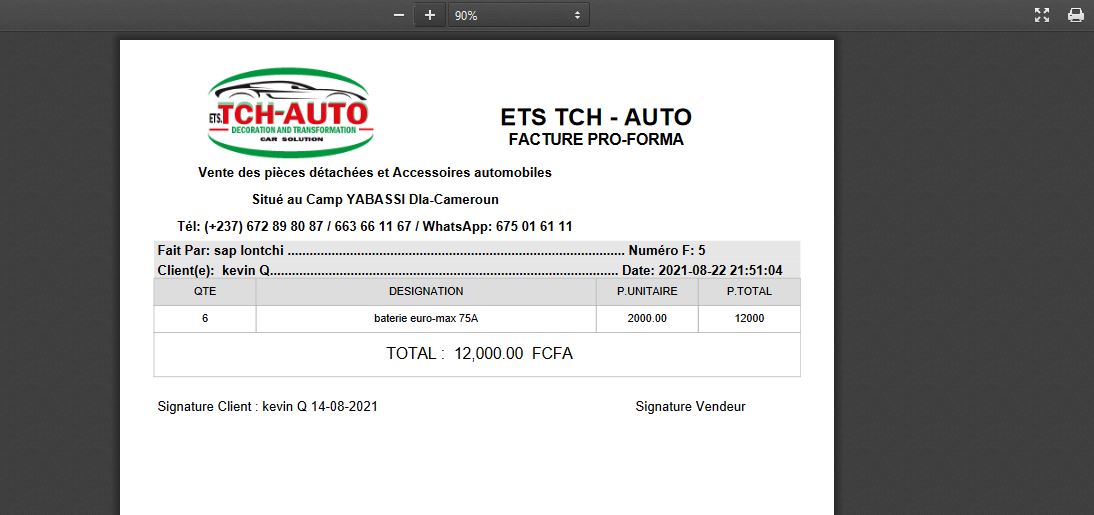 90%
ETS. TCH-AUTO
DECORATION AND TRANSFORMATION
CAR SOLUTION
ETS TCH - AUTO
FACTURE PRO-FORMA
Vente des pièces détachées et Accessoires automobiles
Situé au Camp YABASSI Dla-Cameroun
Tél: (+237) 672 89 80 87 / 663 66 11 67 / WhatsApp: 675 01 61 11
Fait Par: sap lontchi ............................................................................................. Numéro F: 5
Client(e): kevin Q................................................................................................ Date: 2021-08-22 21:51:04
QTE DESIGNATION P.UNITAIRE P.TOTAL
6 baterie euro-max 75A 2000.00 12000
TOTAL : 12,000.00 FCFA
Signature Client : kevin Q 14-08-2021 Signature Vendeur